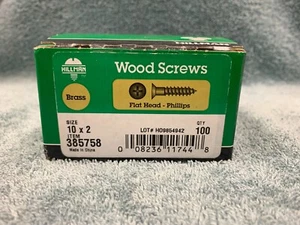 HILLMAN
Wood Screws
Brass
Flat Head - Phillips
SIZE
10 x 2
ITEM
385758
Made in China
LOT# HO9854942
QTY
100
0 08236 11744 8